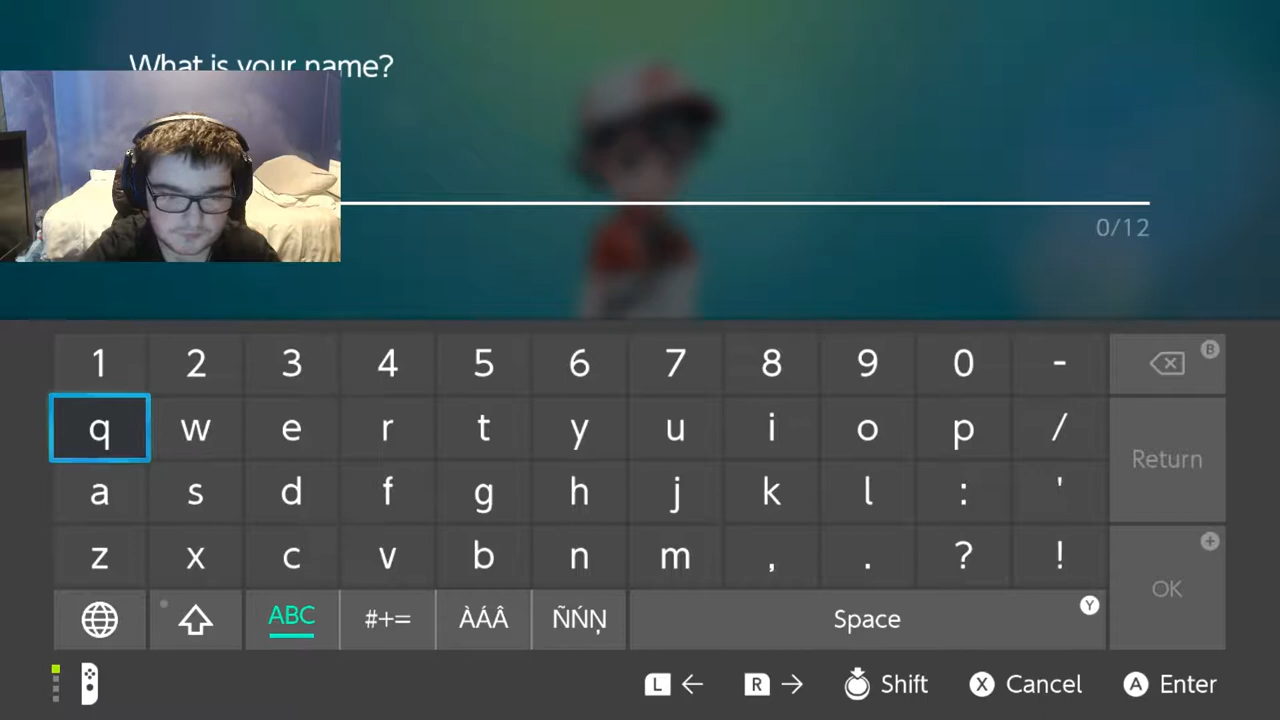 What is your name?
0/12
1 2 3 4 5 6 7 8 9 0 - B
q w e r t y u i o p / Return
a s d f g h j k l : '
z x c v b n m , . ? ! + OK
ABC #+= ÀÁÂ ÑŃŅ Space Y
L ← R → Shift X Cancel A Enter